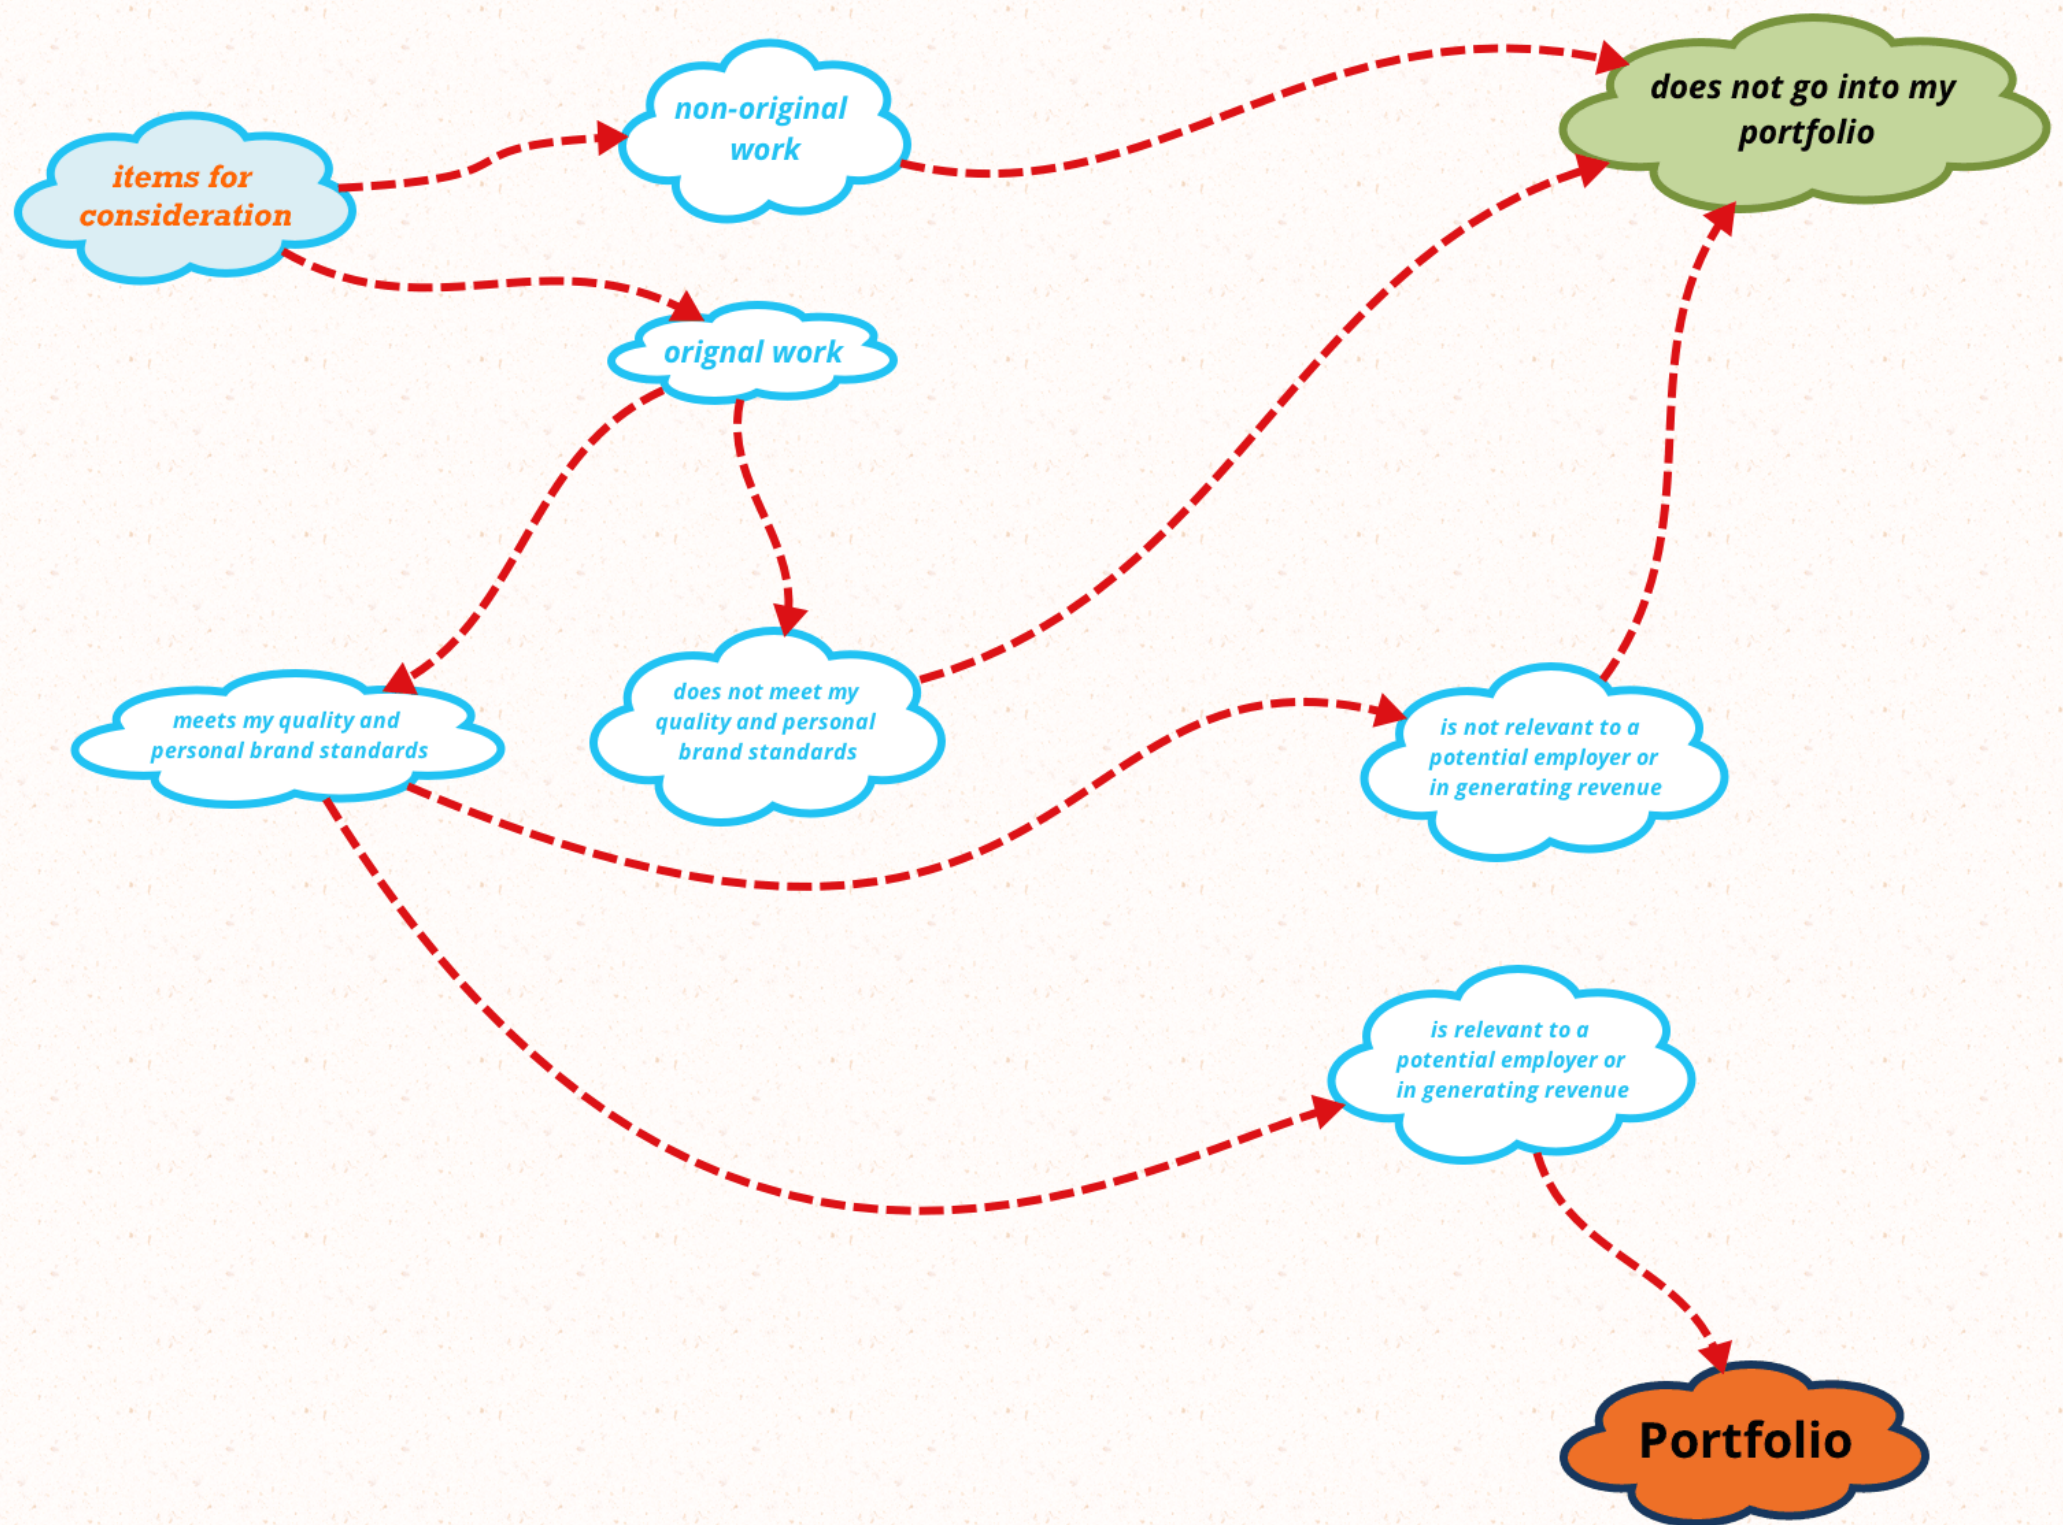 items for
consideration
non-original
work
does not go into my
portfolio
orignal work
meets my quality and
personal brand standards
does not meet my
quality and personal
brand standards
is not relevant to a
potential employer or
in generating revenue
is relevant to a
potential employer or
in generating revenue
Portfolio